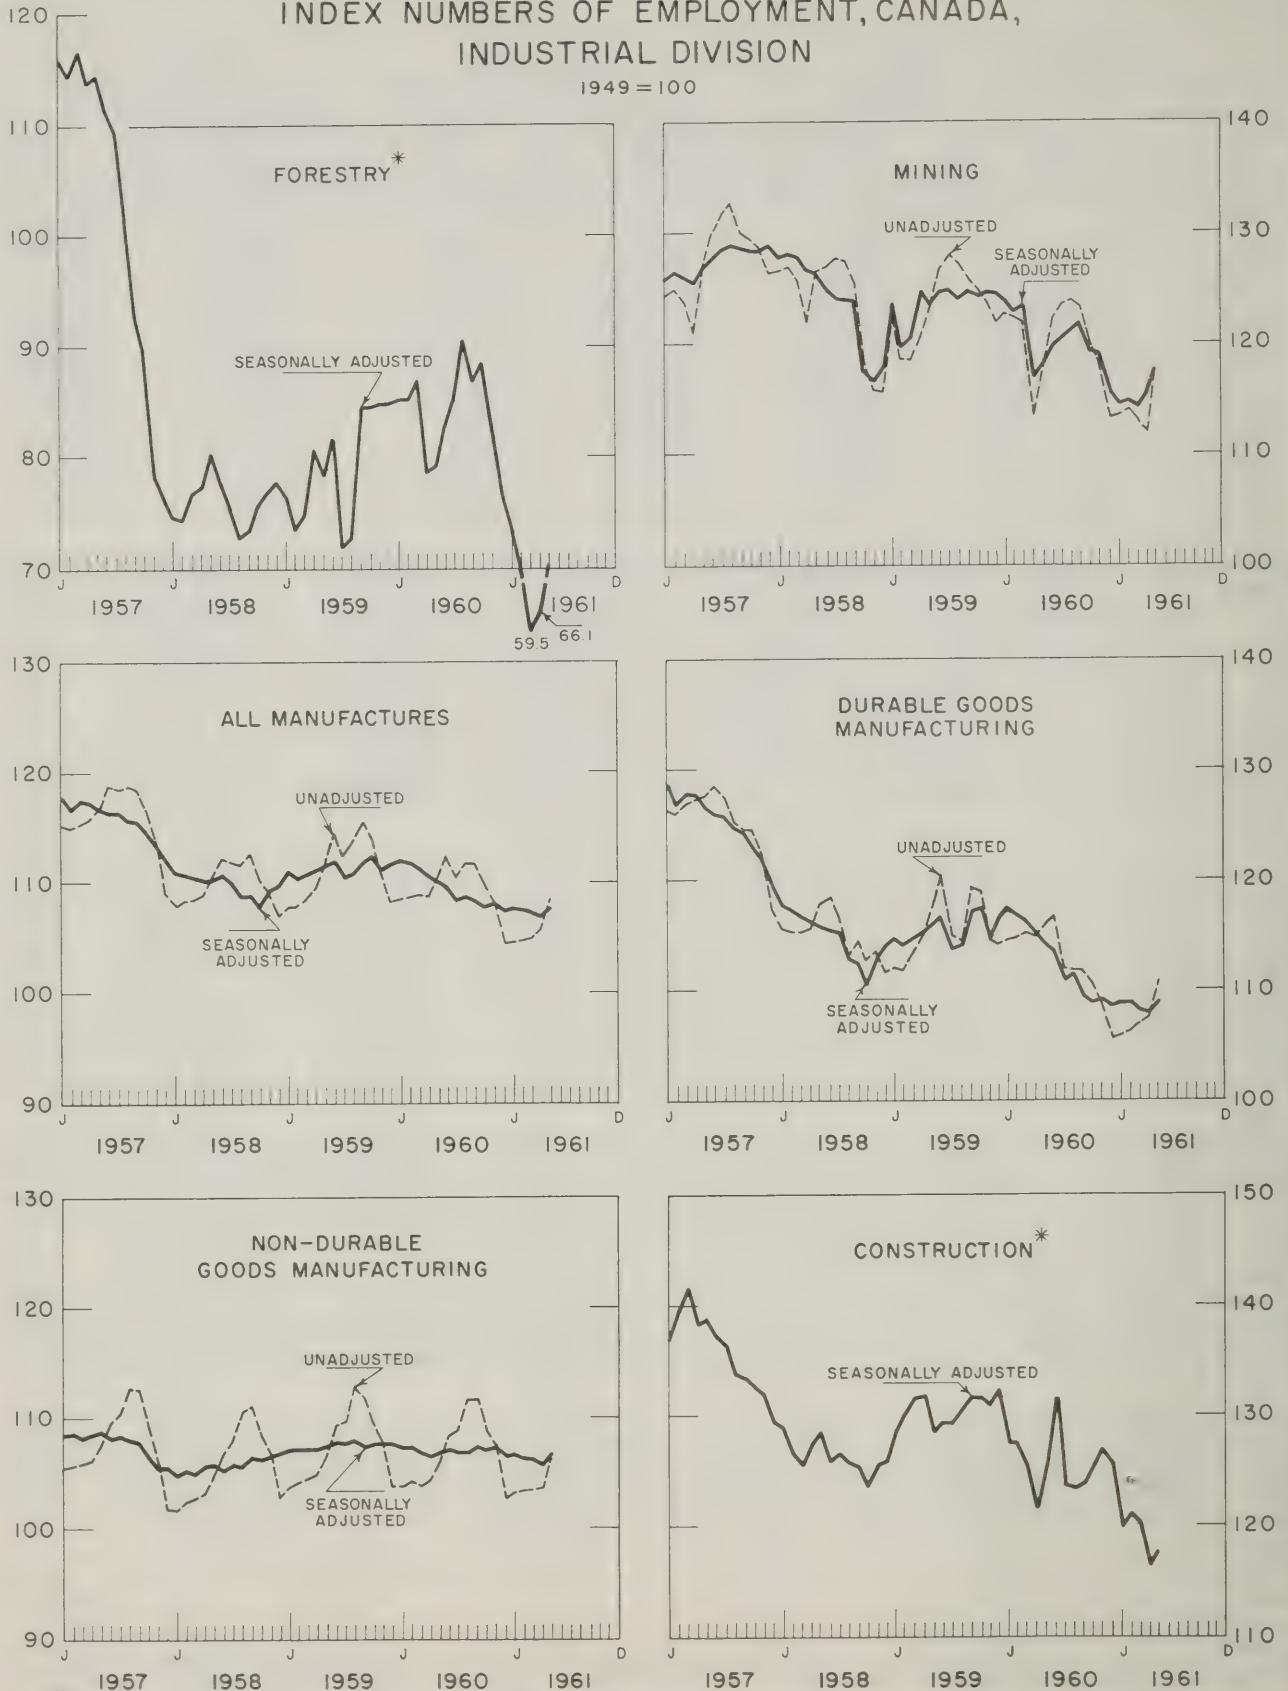 INDEX NUMBERS OF EMPLOYMENT, CANADA,
INDUSTRIAL DIVISION
1949=100
120
110
100
90
80
70
FORESTRY*
SEASONALLY ADJUSTED
J J J J J D
1957 1958 1959 1960 1961
59.5 66.1
140
130
120
110
100
MINING
UNADJUSTED
SEASONALLY
ADJUSTED
J J J J J D
1957 1958 1959 1960 1961
130
120
110
100
90
ALL MANUFACTURES
UNADJUSTED
SEASONALLY
ADJUSTED
J J J J J D
1957 1958 1959 1960 1961
140
130
120
110
100
DURABLE GOODS
MANUFACTURING
UNADJUSTED
SEASONALLY
ADJUSTED
J J J J J D
1957 1958 1959 1960 1961
130
120
110
100
90
NON-DURABLE
GOODS MANUFACTURING
UNADJUSTED
SEASONALLY
ADJUSTED
J J J J J D
1957 1958 1959 1960 1961
150
140
130
120
110
CONSTRUCTION*
SEASONALLY ADJUSTED
J J J J J D
1957 1958 1959 1960 1961